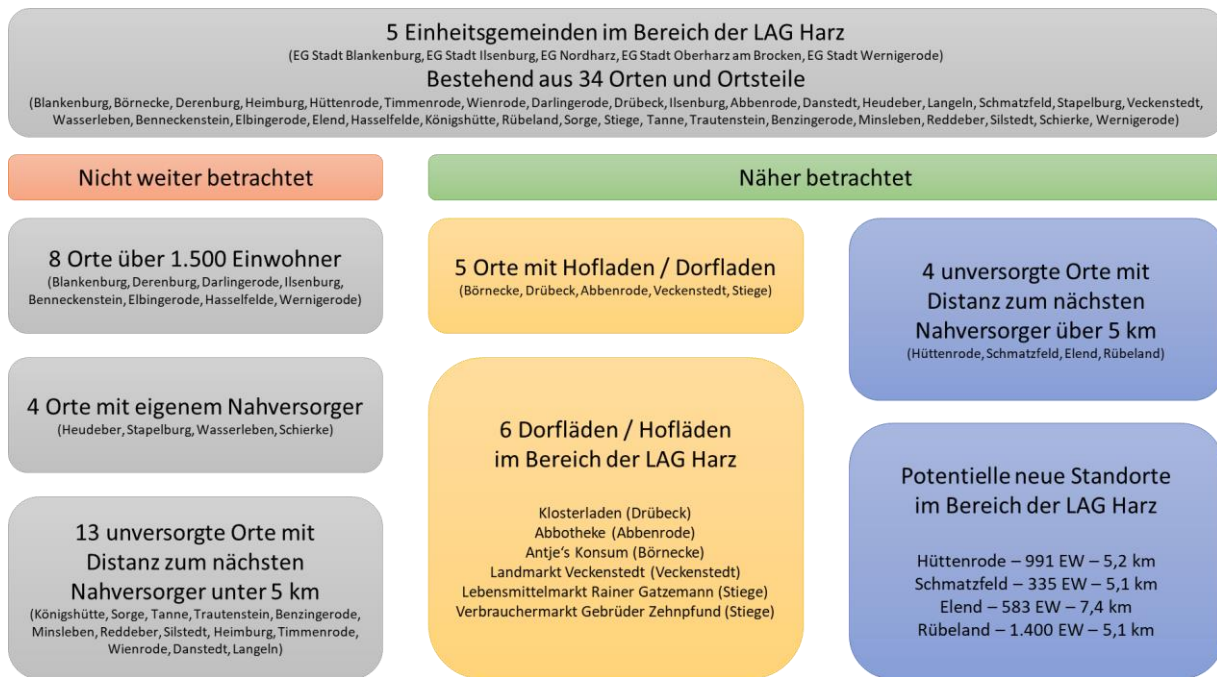 5 Einheitsgemeinden im Bereich der LAG Harz
(EG Stadt Blankenburg, EG Stadt Ilsenburg, EG Nordharz, EG Stadt Oberharz am Brocken, EG Stadt Wernigerode)
Bestehend aus 34 Orten und Ortsteile
(Blankenburg, Börnecke, Derenburg, Heimburg, Hüttenrode, Timmenrode, Wienrode, Darlingerode, Drübeck, Ilsenburg, Abbenrode, Danstedt, Heudeber, Langeln, Schmatzfeld, Stapelburg, Veckenstedt,
Wasserleben, Benneckenstein, Elbingerode, Elend, Hasselfelde, Königshütte, Rübeland, Sorge, Stiege, Tanne, Trautenstein, Benzingerode, Minsleben, Reddeber, Silstedt, Schierke, Wernigerode)
Nicht weiter betrachtet
8 Orte über 1.500 Einwohner
(Blankenburg, Derenburg, Darlingerode, Ilsenburg,
Benneckenstein, Elbingerode, Hasselfelde, Wernigerode)
4 Orte mit eigenem Nahversorger
(Heudeber, Stapelburg, Wasserleben, Schierke)
13 unversorgte Orte mit
Distanz zum nächsten
Nahversorger unter 5 km
(Königshütte, Sorge, Tanne, Trautenstein, Benzingerode,
Minsleben, Reddeber, Silstedt, Heimburg, Timmenrode,
Wienrode, Danstedt, Langeln)
Näher betrachtet
5 Orte mit Hofladen / Dorfladen
(Börnecke, Drübeck, Abbenrode, Veckenstedt, Stiege)
6 Dorfläden / Hofläden
im Bereich der LAG Harz
Klosterladen (Drübeck)
Abbotheke (Abbenrode)
Antje‘s Konsum (Börnecke)
Landmarkt Veckenstedt (Veckenstedt)
Lebensmittelmarkt Rainer Gatzemann (Stiege)
Verbrauchermarkt Gebrüder Zehnpfund (Stiege)
4 unversorgte Orte mit
Distanz zum nächsten
Nahversorger über 5 km
(Hüttenrode, Schmatzfeld, Elend, Rübeland)
Potentielle neue Standorte
im Bereich der LAG Harz
Hüttenrode – 991 EW – 5,2 km
Schmatzfeld – 335 EW – 5,1 km
Elend – 583 EW – 7,4 km
Rübeland – 1.400 EW – 5,1 km